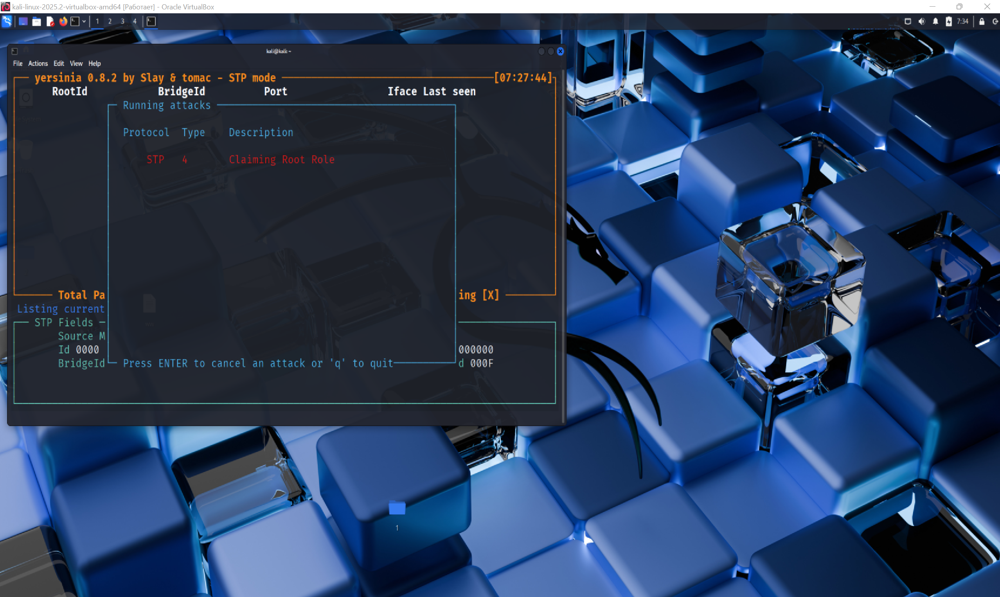 kali-linux-2025.2-virtualbox-amd64 [Работает] - Oracle VirtualBox
1 2 3 4
7:34
kali@kali: ~
File Actions Edit View Help
yersinia 0.8.2 by Slay & tomac - STP mode [07:27:44]
RootId BridgeId Port Iface Last seen
Running attacks
Protocol Type Description
STP 4 Claiming Root Role
Total Pa ing [X]
Listing current
STP Fields
Source M
Id 0000 000000
BridgeId Press ENTER to cancel an attack or 'q' to quit d 000F
1